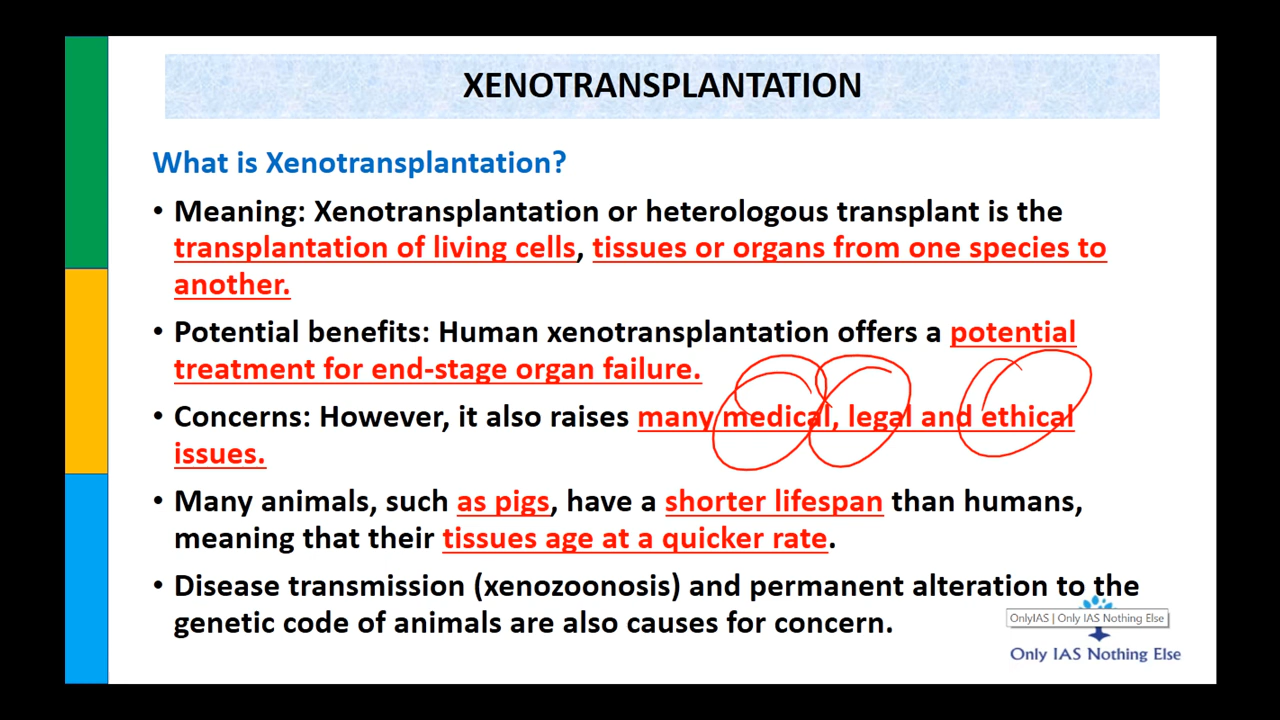 XENOTRANSPLANTATION
What is Xenotransplantation?
• Meaning: Xenotransplantation or heterologous transplant is the
transplantation of living cells, tissues or organs from one species to
another.
• Potential benefits: Human xenotransplantation offers a potential
treatment for end-stage organ failure.
• Concerns: However, it also raises many medical, legal and ethical
issues.
• Many animals, such as pigs, have a shorter lifespan than humans,
meaning that their tissues age at a quicker rate.
• Disease transmission (xenozoonosis) and permanent alteration to the
genetic code of animals are also causes for concern.
OnlyIAS | Only IAS Nothing Else
Only IAS Nothing Else